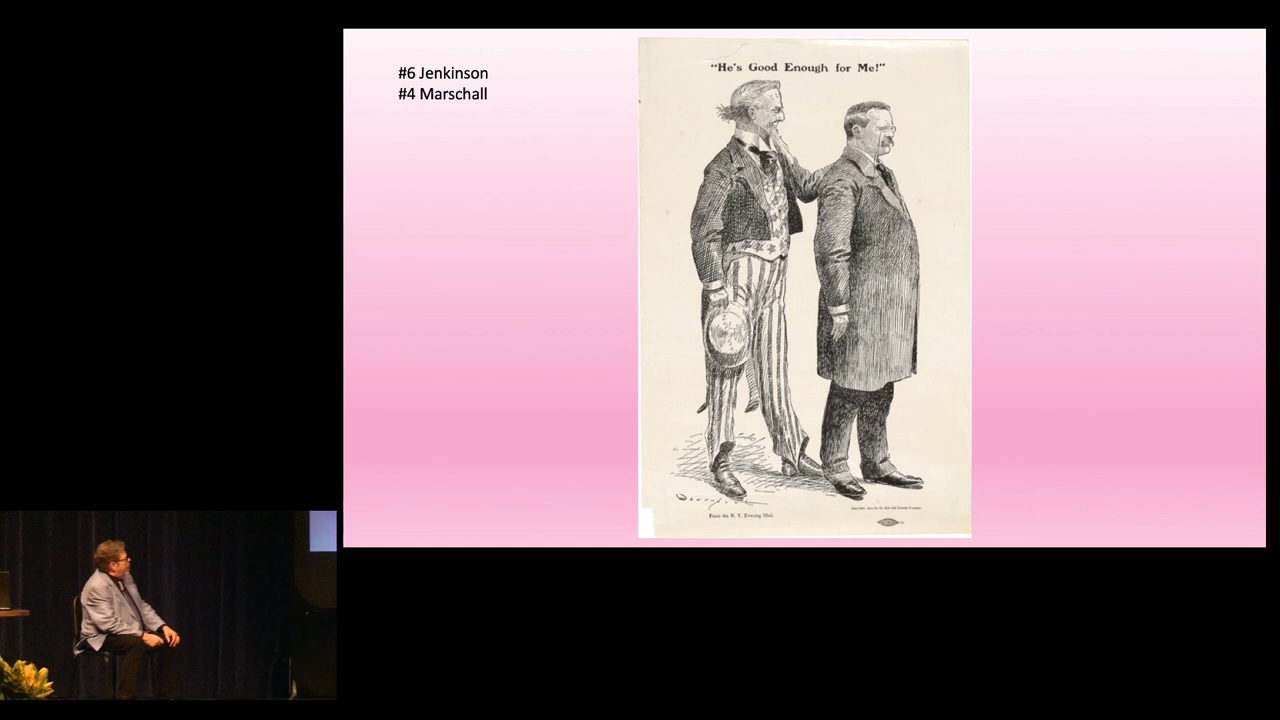 #6 Jenkinson
#4 Marschall
"He's Good Enough for Me!"
From the N. Y. Evening Mail.